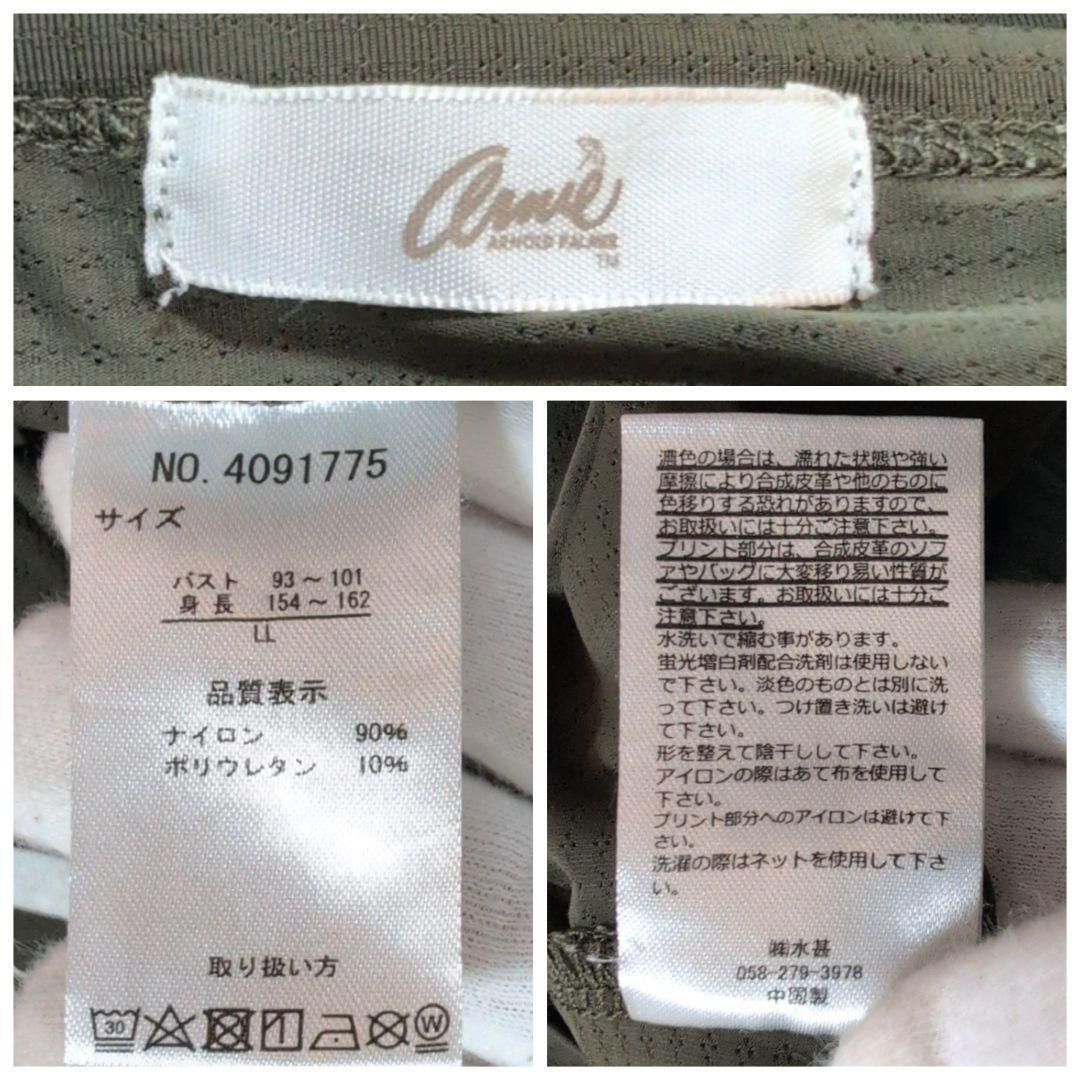 arnie
ARNOLD PALMER
TM
NO. 4091775
サイズ
バスト 93～101
身長 154～162
LL
品質表示
ナイロン 90%
ポリウレタン 10%
取り扱い方
30
W
濃色の場合は、濡れた状態や強い
摩擦により合成皮革や他のものに
色移りする恐れがありますので、
お取扱いには十分ご注意下さい。
プリント部分は、合成皮革のソフ
ァやバッグに大変移り易い性質が
ございます。お取扱いには十分ご
注意下さい。
水洗いで縮む事があります。
蛍光増白剤配合洗剤は使用しない
で下さい。淡色のものとは別に洗
って下さい。つけ置き洗いは避け
て下さい。
形を整えて陰干しして下さい。
アイロンの際はあて布を使用して
下さい。
プリント部分へのアイロンは避けて下
さい。
洗濯の際はネットを使用して下さ
い。
㈱水甚
058-279-3978
中国製